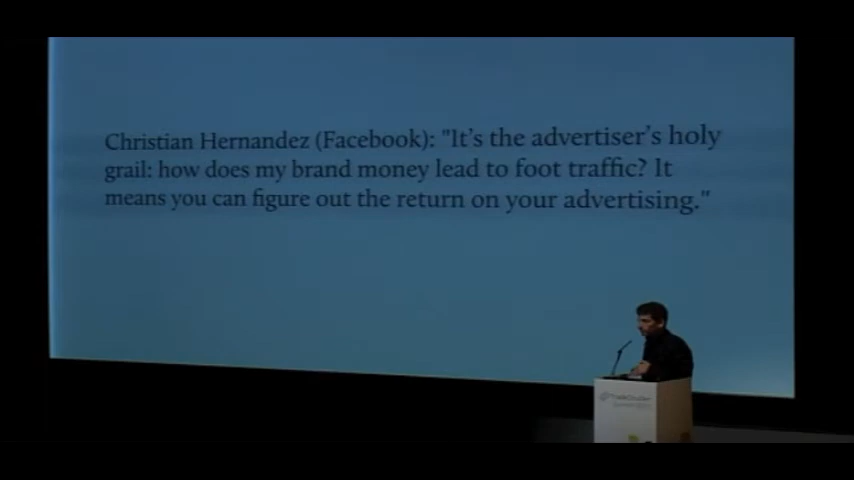 Christian Hernandez (Facebook): "It's the advertiser's holy
grail: how does my brand money lead to foot traffic? It
means you can figure out the return on your advertising."